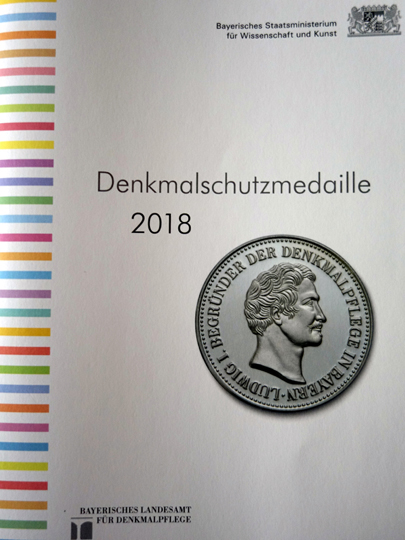 Bayerisches Staatsministerium
für Wissenschaft und Kunst
Denkmalschutzmedaille
2018
LUDWIG I. BEGRÜNDER DER DENKMALPFLEGE IN BAYERN ·
BAYERISCHES LANDESAMT
FÜR DENKMALPFLEGE